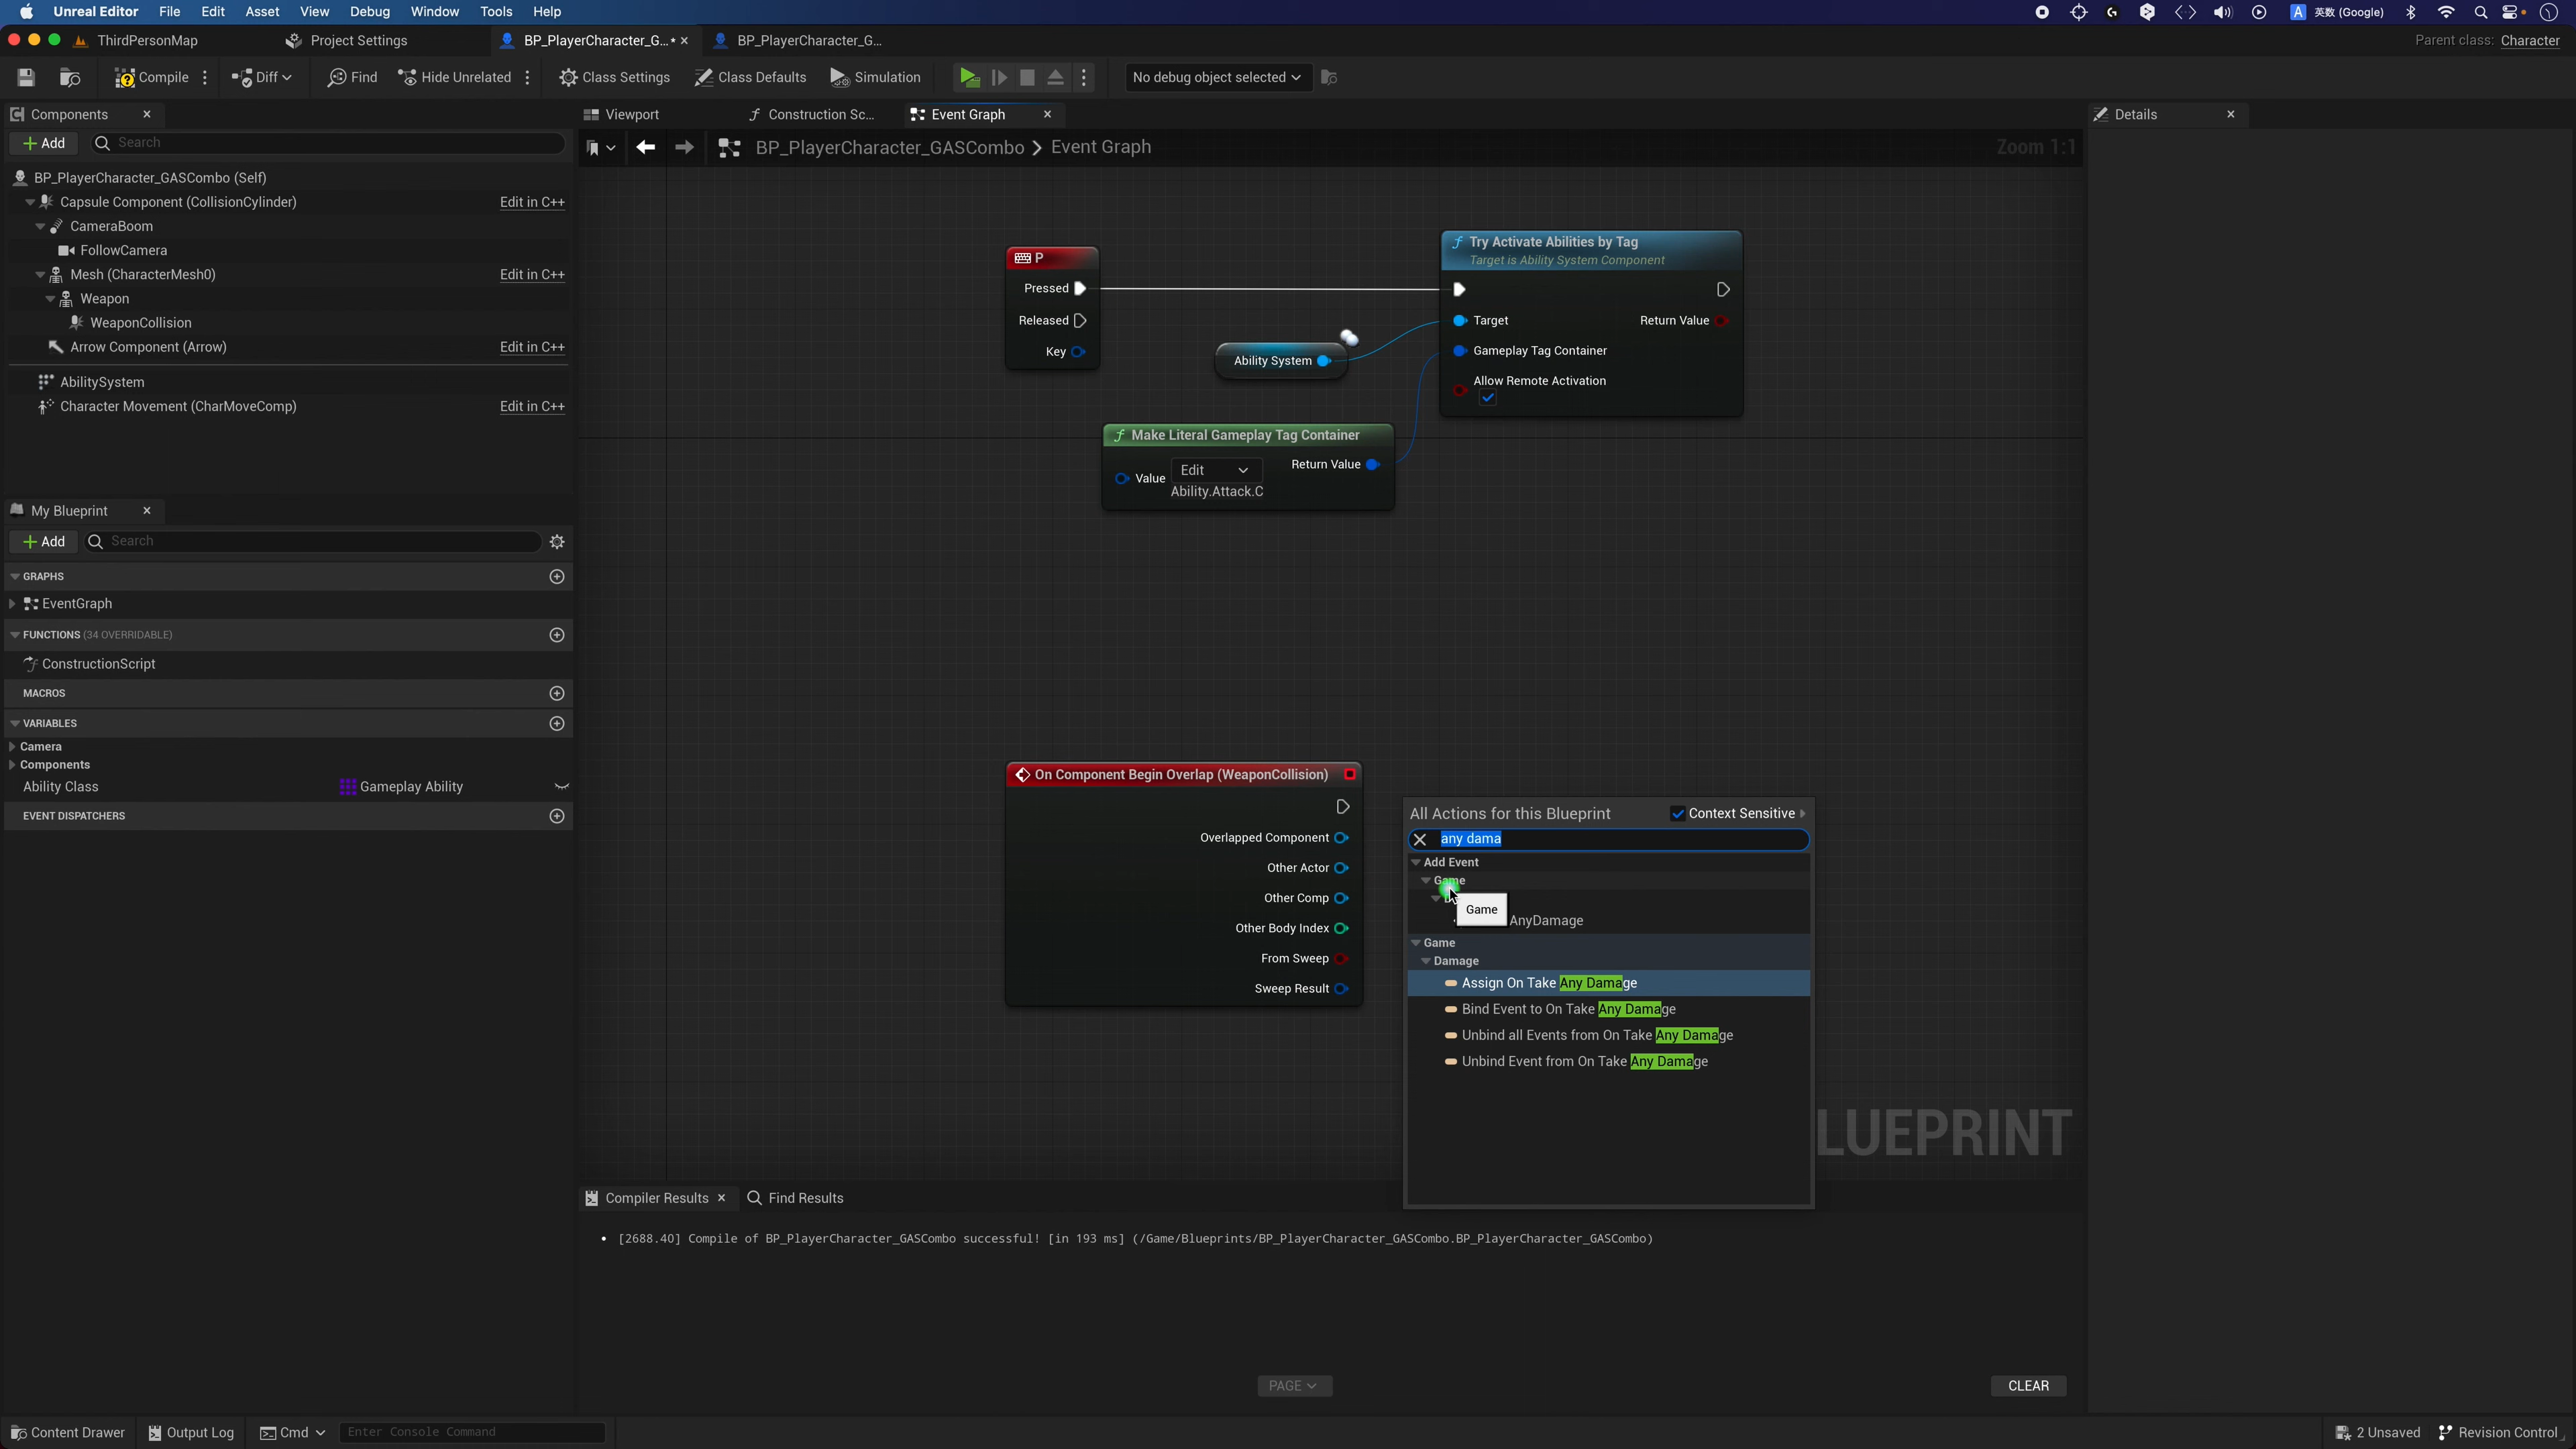 Unreal Editor File Edit Asset View Debug Window Tools Help
A 英数 (Google)
ThirdPersonMap Project Settings BP_PlayerCharacter_G...* BP_PlayerCharacter_G... Parent class: Character
Compile Diff Find Hide Unrelated Class Settings Class Defaults Simulation No debug object selected
Components
Add Search
BP_PlayerCharacter_GASCombo (Self)
Capsule Component (CollisionCylinder) Edit in C++
CameraBoom
FollowCamera
Mesh (CharacterMesh0) Edit in C++
Weapon
WeaponCollision
Arrow Component (Arrow) Edit in C++
AbilitySystem
Character Movement (CharMoveComp) Edit in C++
My Blueprint
Add Search
GRAPHS
EventGraph
FUNCTIONS (34 OVERRIDABLE)
ConstructionScript
MACROS
VARIABLES
Camera
Components
Ability Class Gameplay Ability
EVENT DISPATCHERS
Viewport Construction Sc... Event Graph
BP_PlayerCharacter_GASCombo > Event Graph Zoom 1:1
P
Pressed
Released
Key
Ability System
Try Activate Abilities by Tag
Target is Ability System Component
Target Return Value
Gameplay Tag Container
Allow Remote Activation
Make Literal Gameplay Tag Container
Value Edit Return Value
Ability.Attack.C
On Component Begin Overlap (WeaponCollision)
Overlapped Component
Other Actor
Other Comp
Other Body Index
From Sweep
Sweep Result
All Actions for this Blueprint Context Sensitive
any dama
Add Event
Game
Game
AnyDamage
Game
Damage
Assign On Take Any Damage
Bind Event to On Take Any Damage
Unbind all Events from On Take Any Damage
Unbind Event from On Take Any Damage
LUEPRINT
Compiler Results Find Results
[2688.40] Compile of BP_PlayerCharacter_GASCombo successful! [in 193 ms] (/Game/Blueprints/BP_PlayerCharacter_GASCombo.BP_PlayerCharacter_GASCombo)
PAGE CLEAR
Details
Content Drawer Output Log Cmd Enter Console Command 2 Unsaved Revision Control